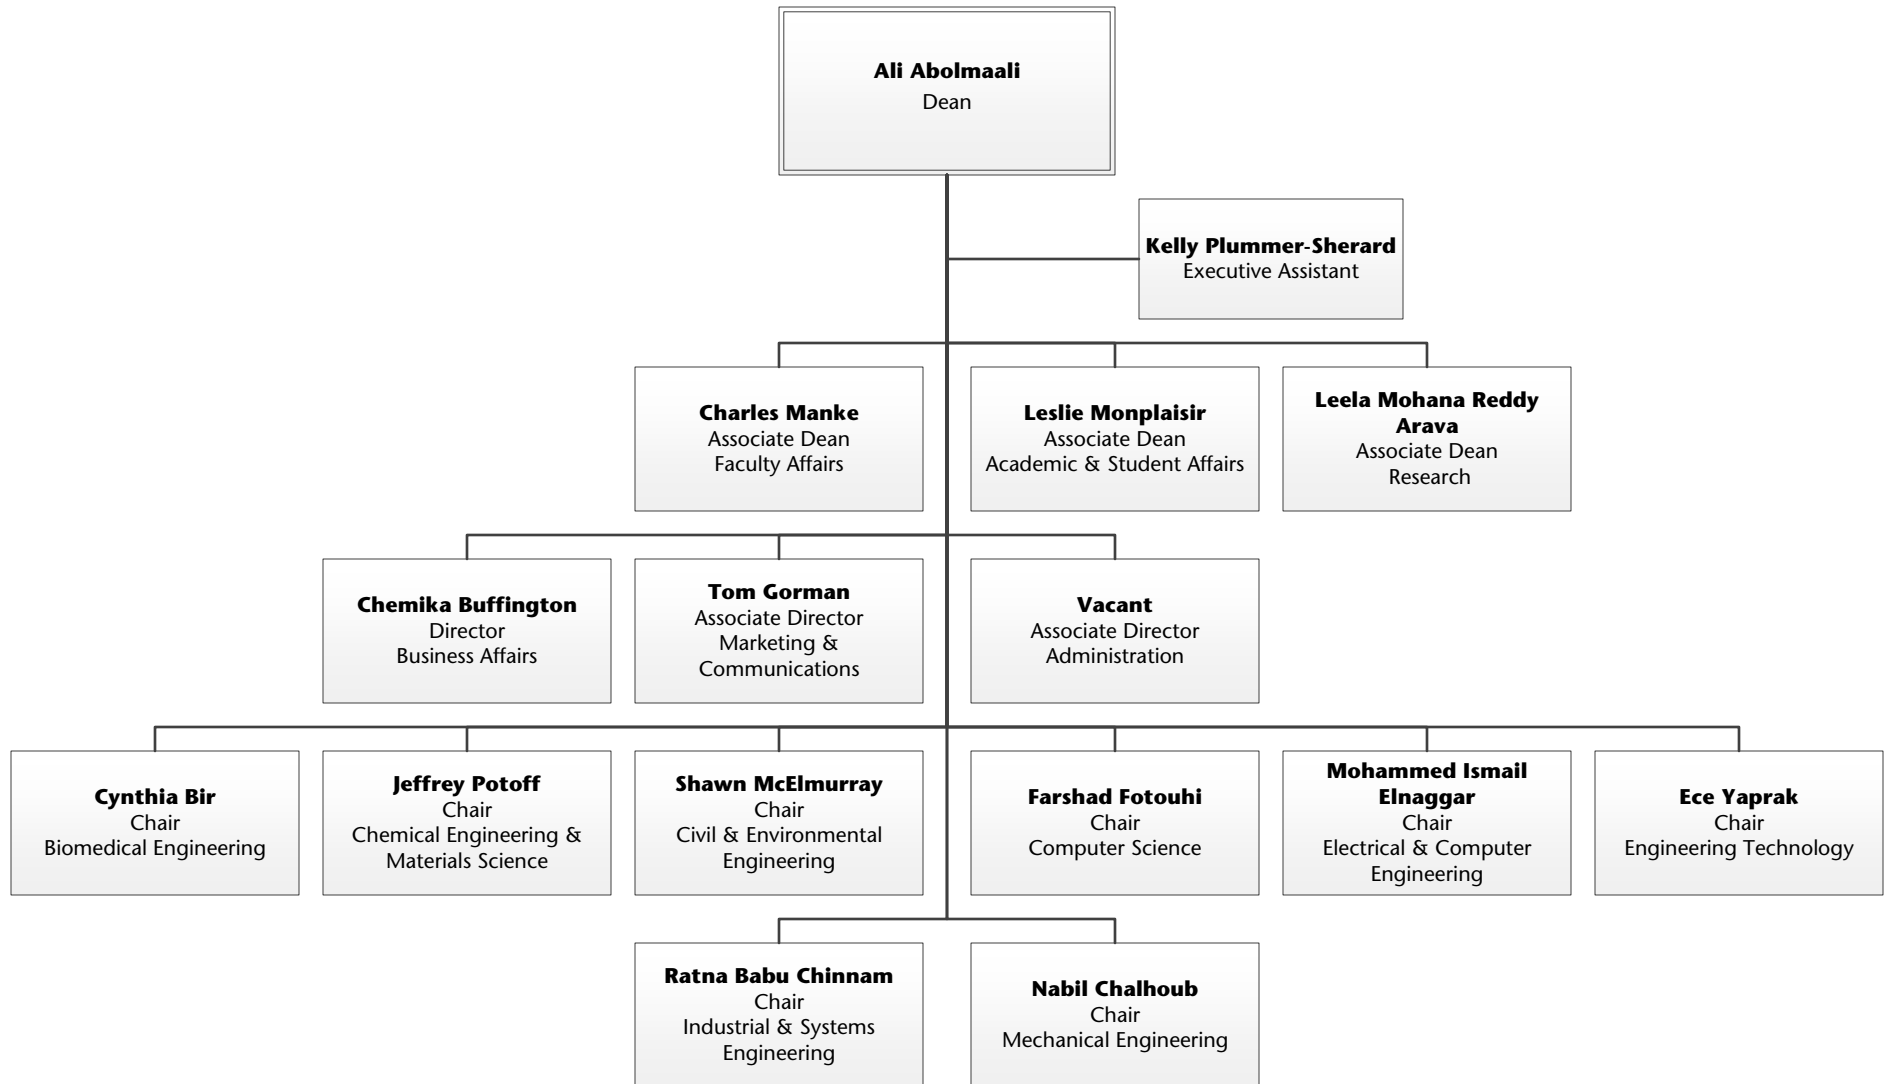 Ali Abolmaali
Dean
Kelly Plummer-Sherard
Executive Assistant
Charles Manke
Associate Dean
Faculty Affairs
Leslie Monplaisir
Associate Dean
Academic & Student Affairs
Leela Mohana Reddy
Arava
Associate Dean
Research
Chemika Buffington
Director
Business Affairs
Tom Gorman
Associate Director
Marketing &
Communications
Vacant
Associate Director
Administration
Cynthia Bir
Chair
Biomedical Engineering
Jeffrey Potoff
Chair
Chemical Engineering &
Materials Science
Shawn McElmurray
Chair
Civil & Environmental
Engineering
Farshad Fotouhi
Chair
Computer Science
Mohammed Ismail
Elnaggar
Chair
Electrical & Computer
Engineering
Ece Yaprak
Chair
Engineering Technology
Ratna Babu Chinnam
Chair
Industrial & Systems
Engineering
Nabil Chalhoub
Chair
Mechanical Engineering